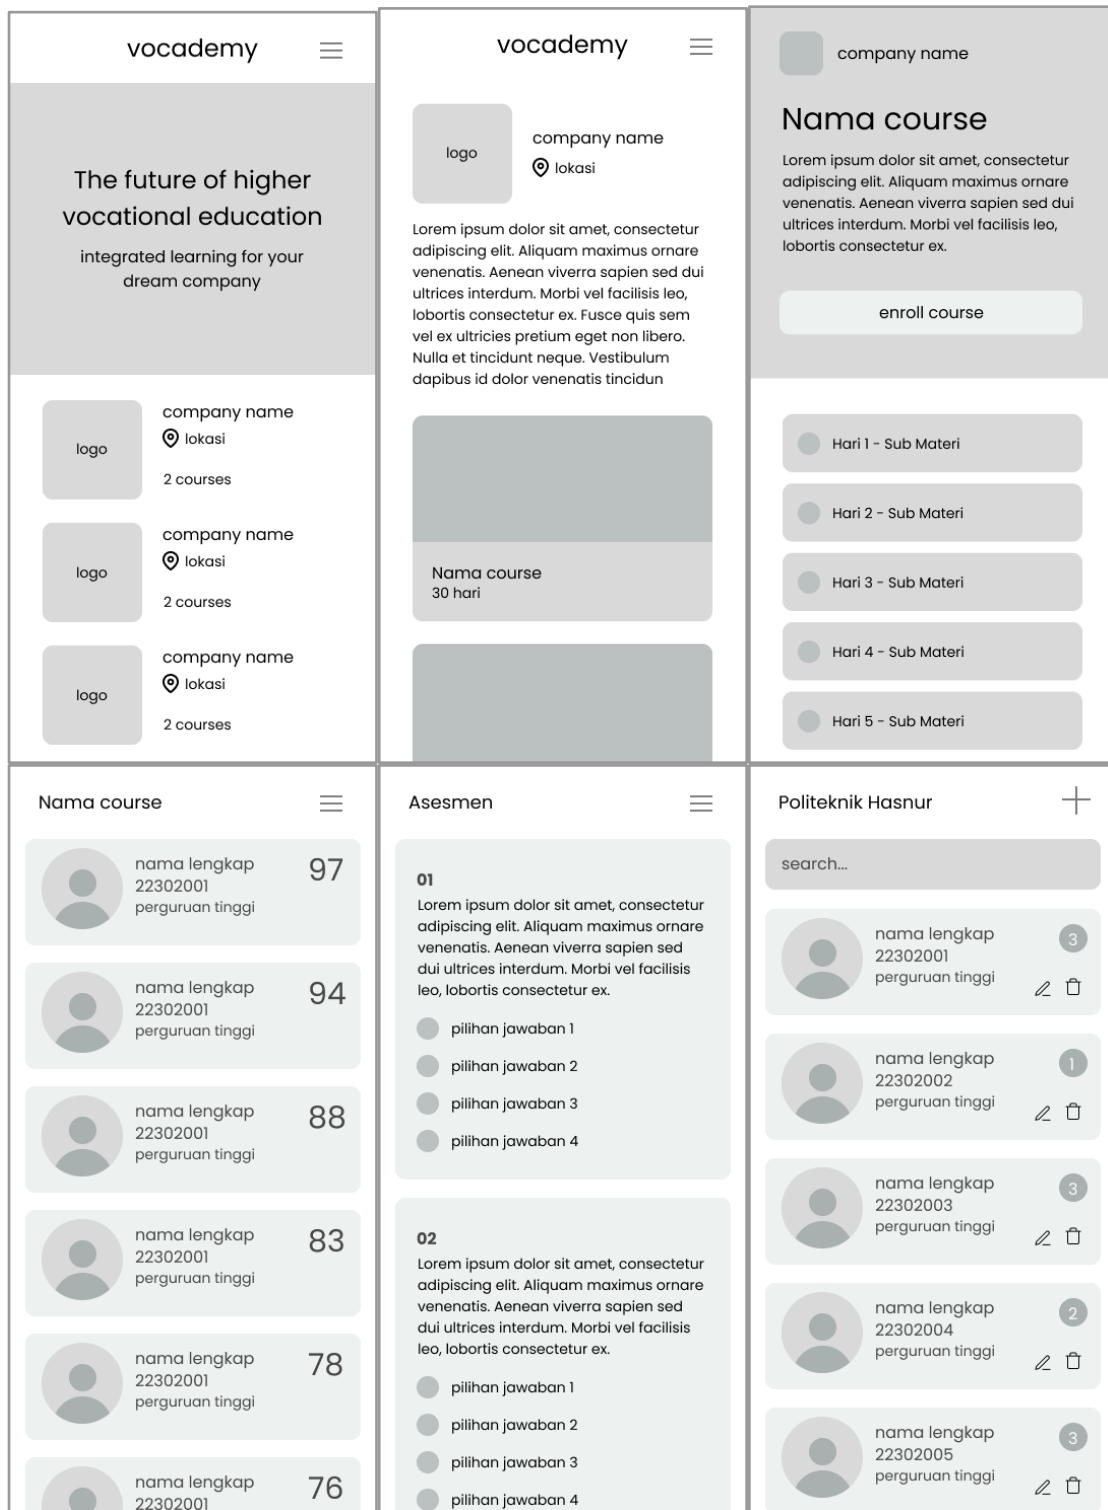 vocademy
The future of higher
vocational education
integrated learning for your
dream company
logo
company name
lokasi
2 courses
logo
company name
lokasi
2 courses
logo
company name
lokasi
2 courses
vocademy
logo
company name
lokasi
Lorem ipsum dolor sit amet, consectetur
adipiscing elit. Aliquam maximus ornare
venenatis. Aenean viverra sapien sed dui
ultrices interdum. Morbi vel facilisis leo,
lobortis consectetur ex. Fusce quis sem
vel ex ultricies pretium eget non libero.
Nulla et tincidunt neque. Vestibulum
dapibus id dolor venenatis tincidun
Nama course
30 hari
company name
Nama course
Lorem ipsum dolor sit amet, consectetur
adipiscing elit. Aliquam maximus ornare
venenatis. Aenean viverra sapien sed dui
ultrices interdum. Morbi vel facilisis leo,
lobortis consectetur ex.
enroll course
Hari 1 - Sub Materi
Hari 2 - Sub Materi
Hari 3 - Sub Materi
Hari 4 - Sub Materi
Hari 5 - Sub Materi
Nama course
nama lengkap
22302001
perguruan tinggi
97
nama lengkap
22302001
perguruan tinggi
94
nama lengkap
22302001
perguruan tinggi
88
nama lengkap
22302001
perguruan tinggi
83
nama lengkap
22302001
perguruan tinggi
78
nama lengkap
22302001
76
Asesmen
01
Lorem ipsum dolor sit amet, consectetur
adipiscing elit. Aliquam maximus ornare
venenatis. Aenean viverra sapien sed
dui ultrices interdum. Morbi vel facilisis
leo, lobortis consectetur ex.
pilihan jawaban 1
pilihan jawaban 2
pilihan jawaban 3
pilihan jawaban 4
02
Lorem ipsum dolor sit amet, consectetur
adipiscing elit. Aliquam maximus ornare
venenatis. Aenean viverra sapien sed
dui ultrices interdum. Morbi vel facilisis
leo, lobortis consectetur ex.
pilihan jawaban 1
pilihan jawaban 2
pilihan jawaban 3
pilihan jawaban 4
Politeknik Hasnur
search...
nama lengkap
22302001
perguruan tinggi
3
nama lengkap
22302002
perguruan tinggi
1
nama lengkap
22302003
perguruan tinggi
3
nama lengkap
22302004
perguruan tinggi
2
nama lengkap
22302005
perguruan tinggi
3